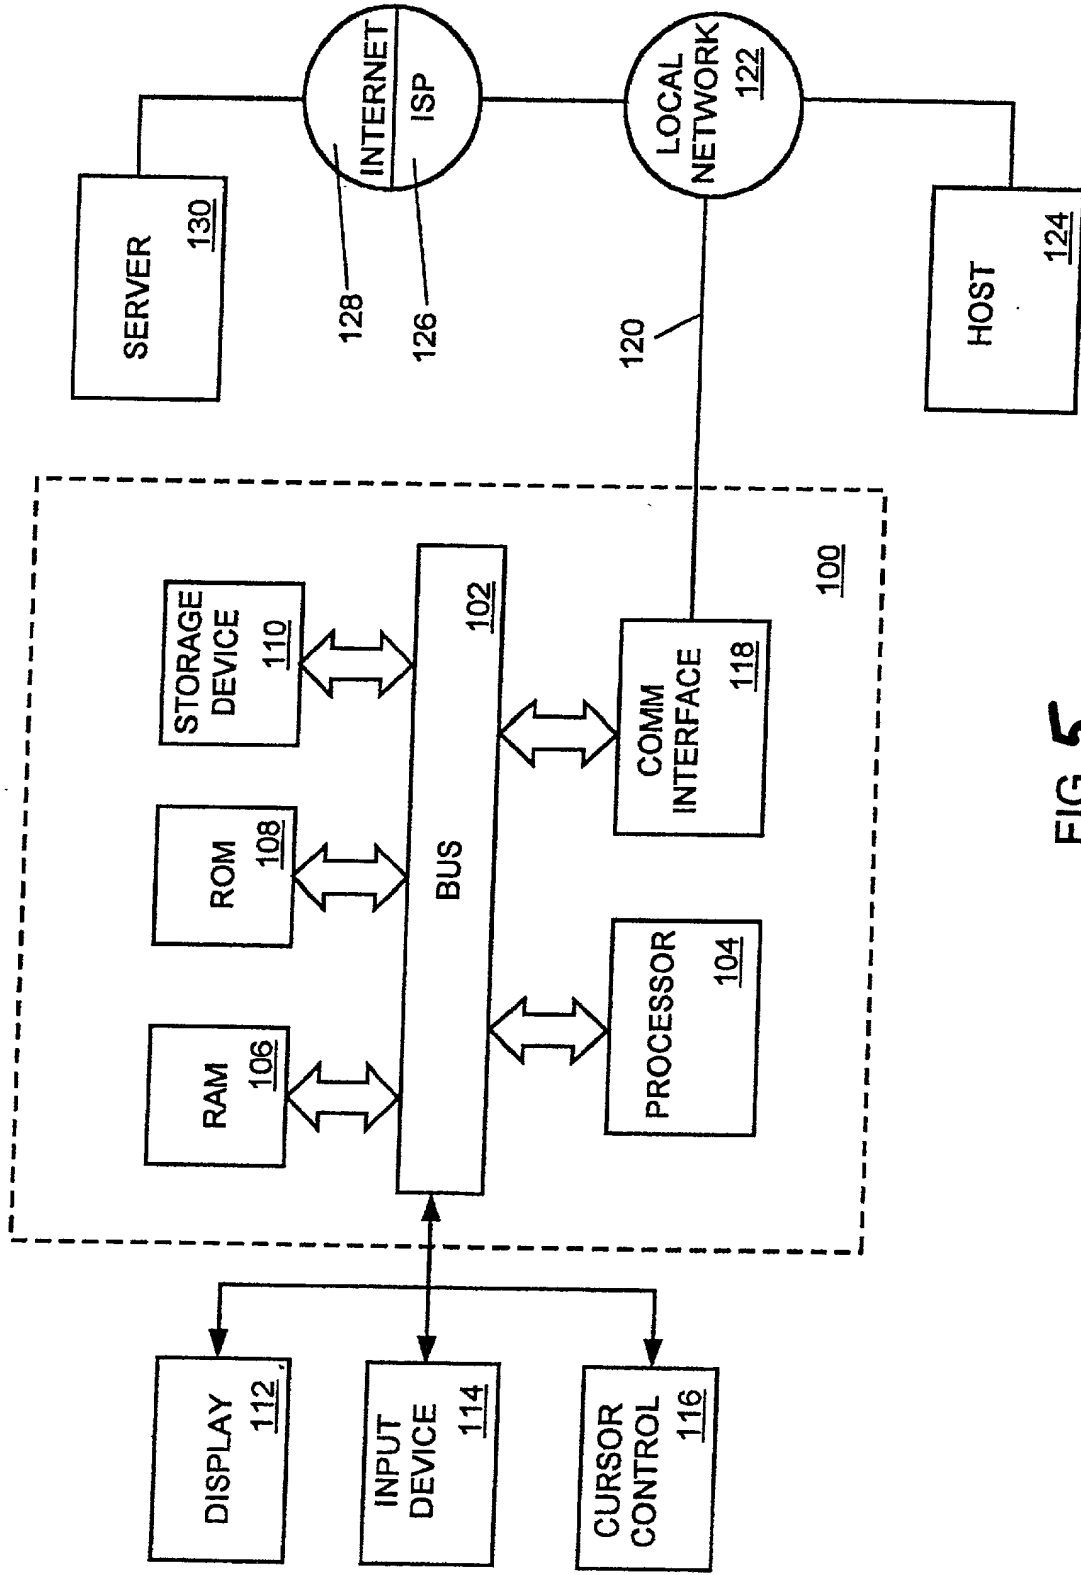 DISPLAY
112
INPUT
DEVICE
114
CURSOR
CONTROL
116
RAM
106
ROM
108
STORAGE
DEVICE
110
BUS
102
PROCESSOR
104
COMM
INTERFACE
118
100
SERVER
130
128
126
INTERNET
ISP
120
LOCAL
NETWORK
122
HOST
124
FIG 5